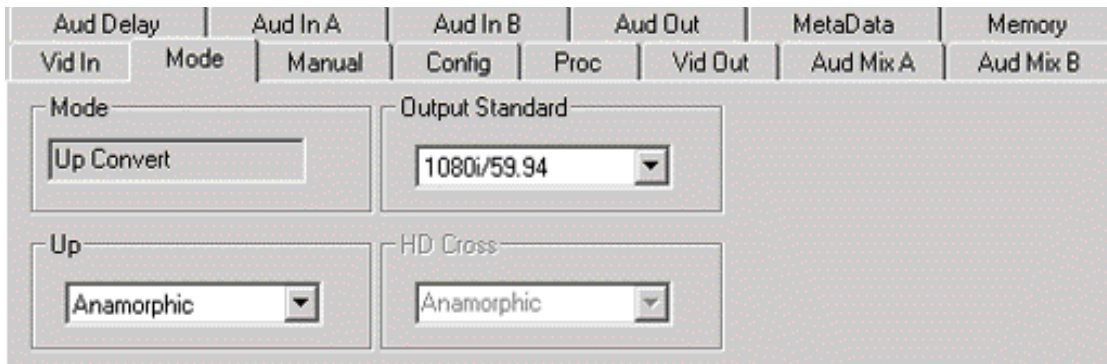 Aud Delay Aud In A Aud In B Aud Out MetaData Memory
Vid In Mode Manual Config Proc Vid Out Aud Mix A Aud Mix B
Mode Output Standard
Up Convert 1080i/59.94
Up HD Cross
Anamorphic Anamorphic